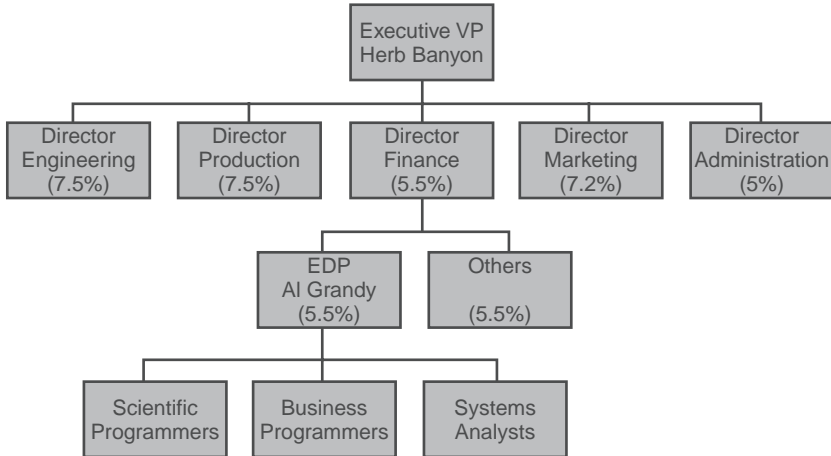 Executive VP
Herb Banyon
Director
Engineering
(7.5%)
Director
Production
(7.5%)
Director
Finance
(5.5%)
Director
Marketing
(7.2%)
Director
Administration
(5%)
EDP
Al Grandy
(5.5%)
Others
(5.5%)
Scientific
Programmers
Business
Programmers
Systems
Analysts